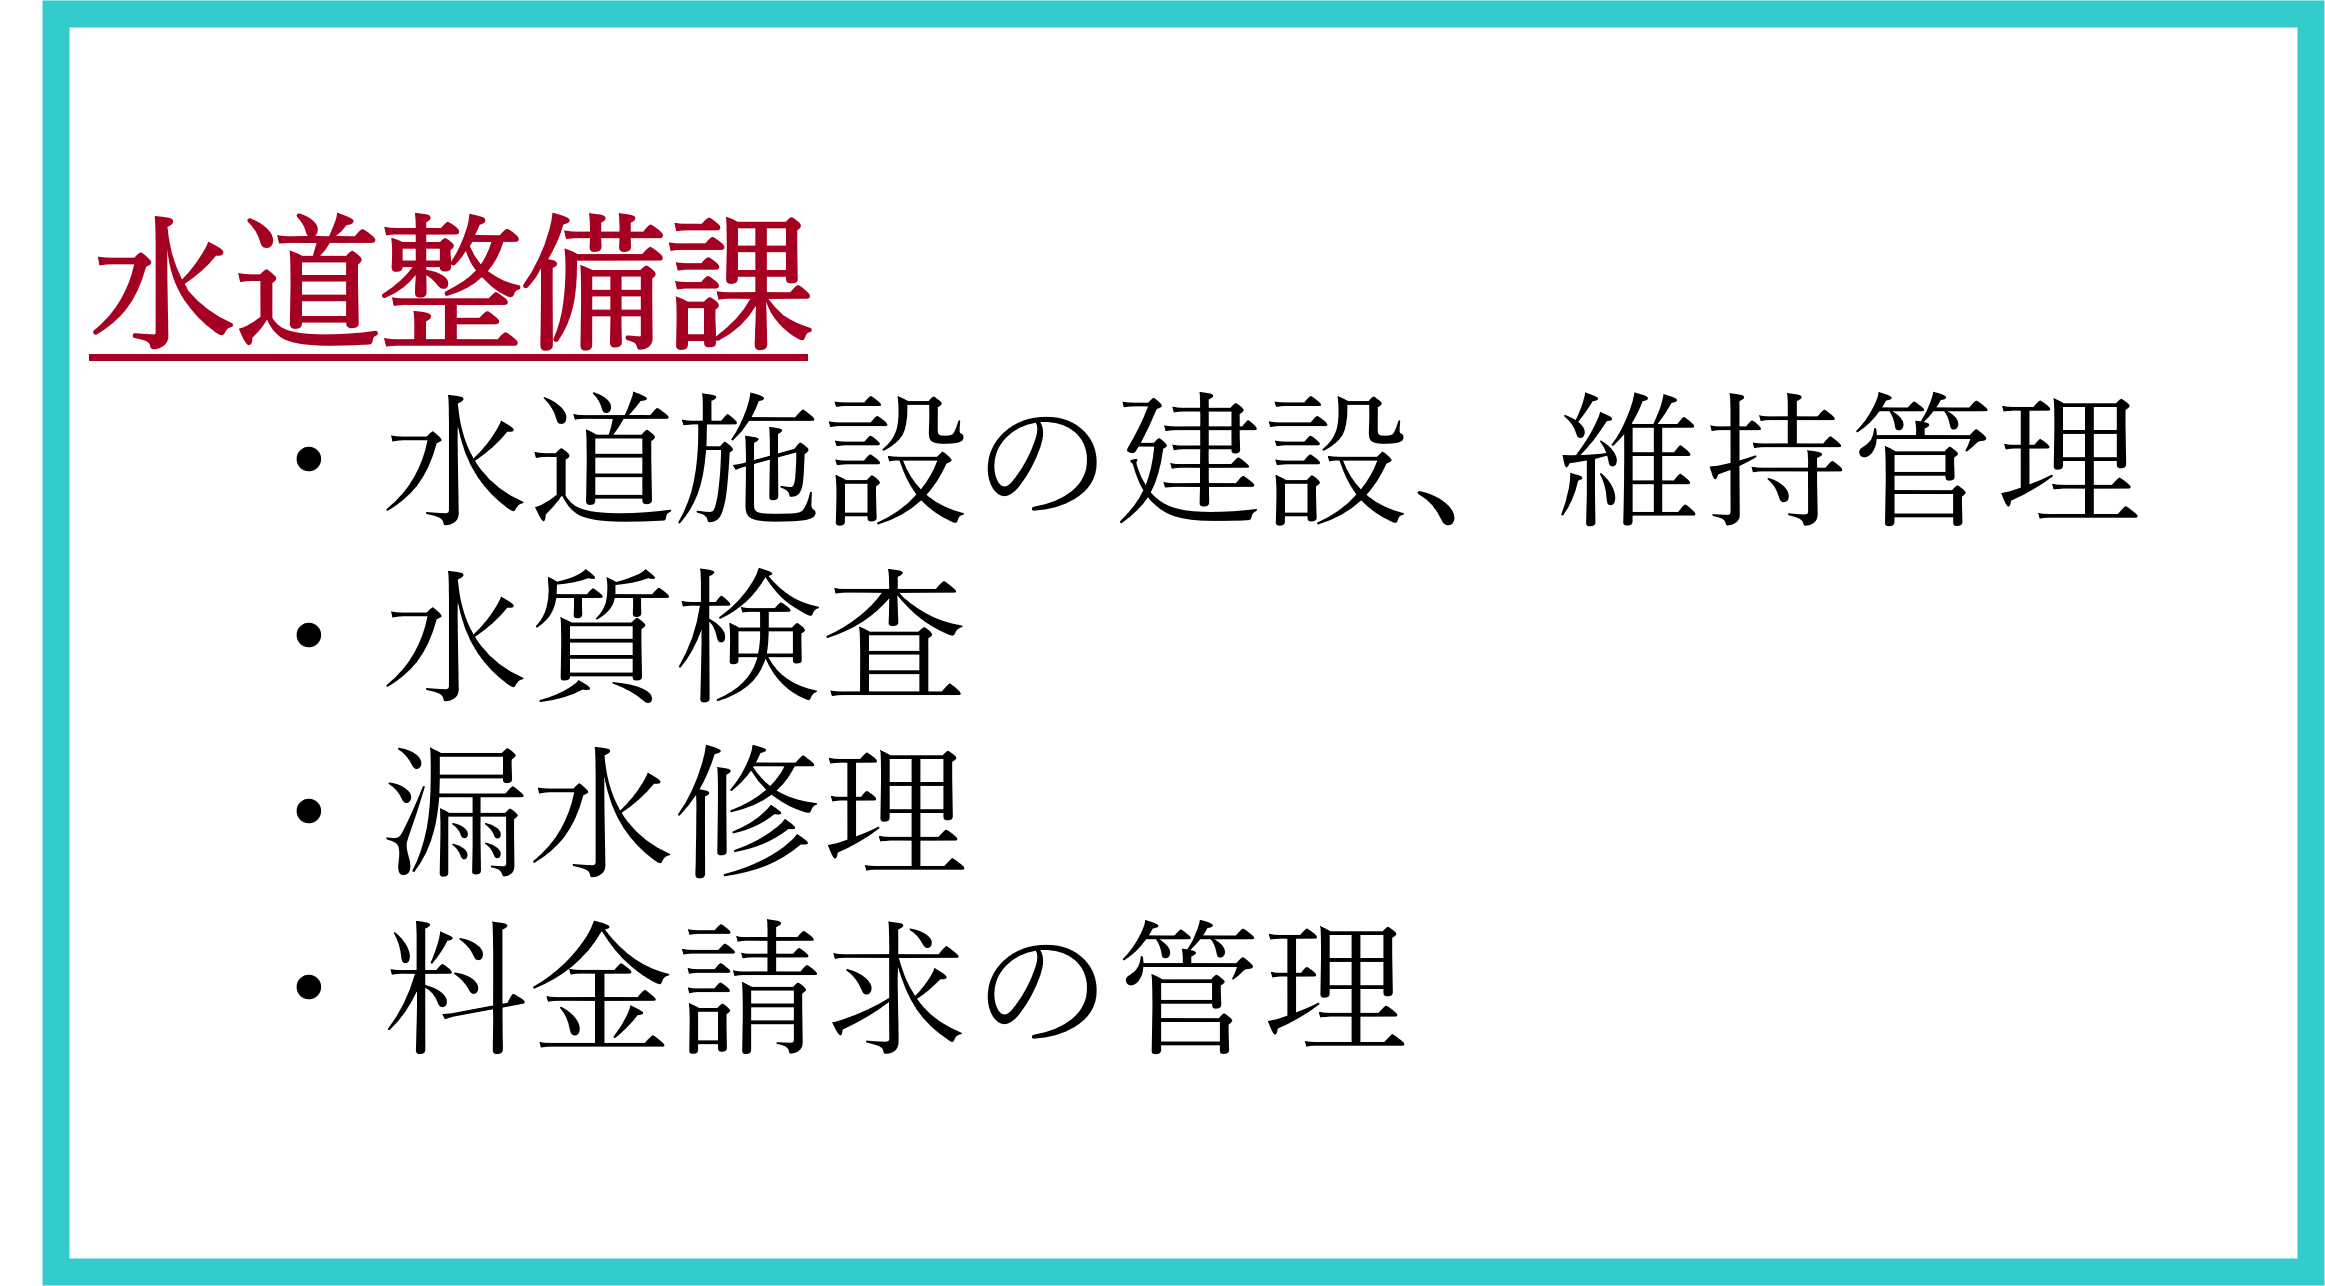 水道整備課
・水道施設の建設、維持管理
・水質検査
・漏水修理
・料金請求の管理